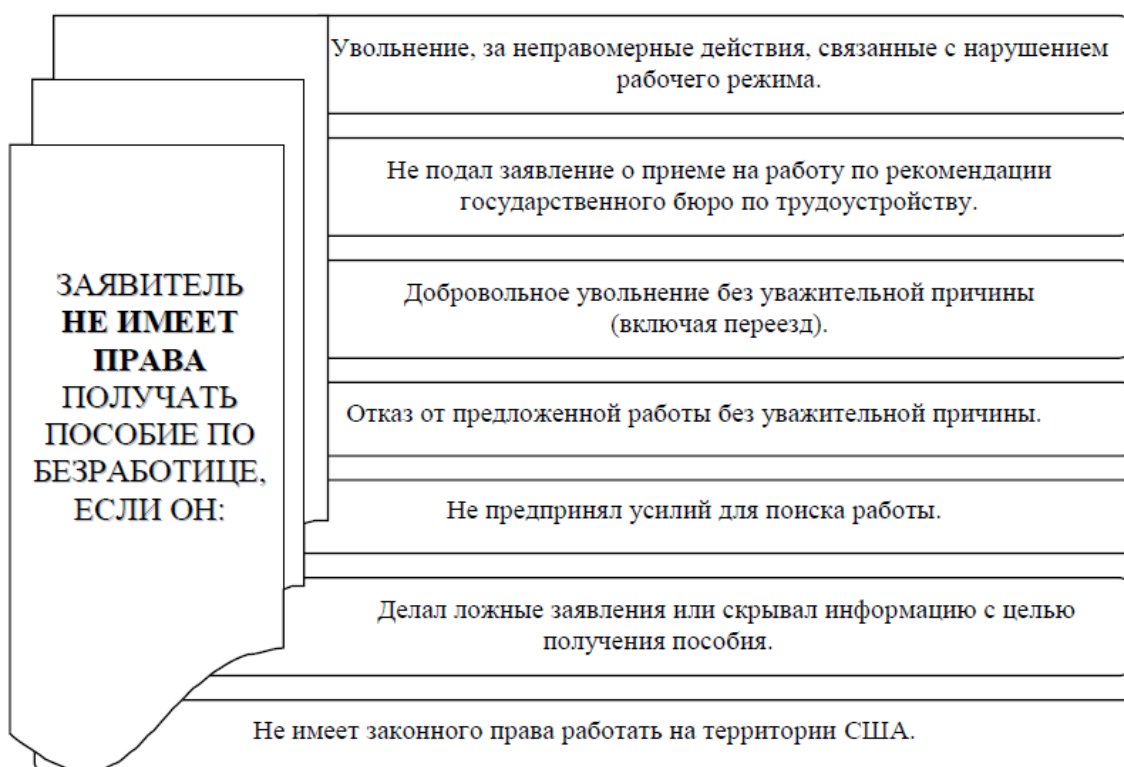 ЗАЯВИТЕЛЬ
НЕ ИМЕЕТ
ПРАВА
ПОЛУЧАТЬ
ПОСОБИЕ ПО
БЕЗРАБОТИЦЕ,
ЕСЛИ ОН:
Увольнение, за неправомерные действия, связанные с нарушением
рабочего режима.
Не подал заявление о приеме на работу по рекомендации
государственного бюро по трудоустройству.
Добровольное увольнение без уважительной причины
(включая переезд).
Отказ от предложенной работы без уважительной причины.
Не предпринял усилий для поиска работы.
Делал ложные заявления или скрывал информацию с целью
получения пособия.
Не имеет законного права работать на территории США.